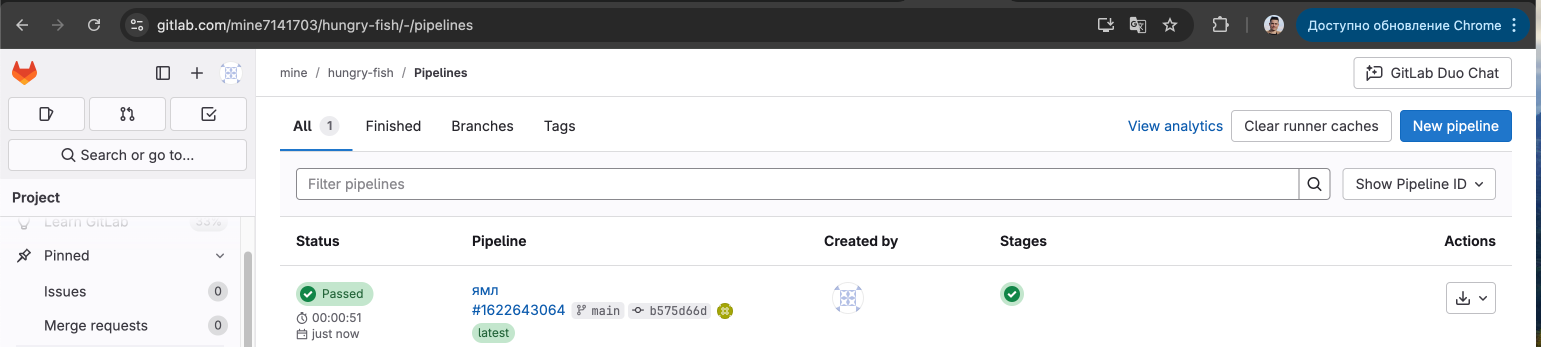 gitlab.com/mine7141703/hungry-fish/-/pipelines
Доступно обновление Chrome
mine / hungry-fish / Pipelines
GitLab Duo Chat
All 1 Finished Branches Tags
View analytics Clear runner caches New pipeline
Search or go to...
Filter pipelines
Show Pipeline ID
Project
Learn GitLab 35%
Pinned
Issues 0
Merge requests 0
Status Pipeline Created by Stages Actions
Passed
00:00:51
just now
ямл
#1622643064 main b575d66d
latest